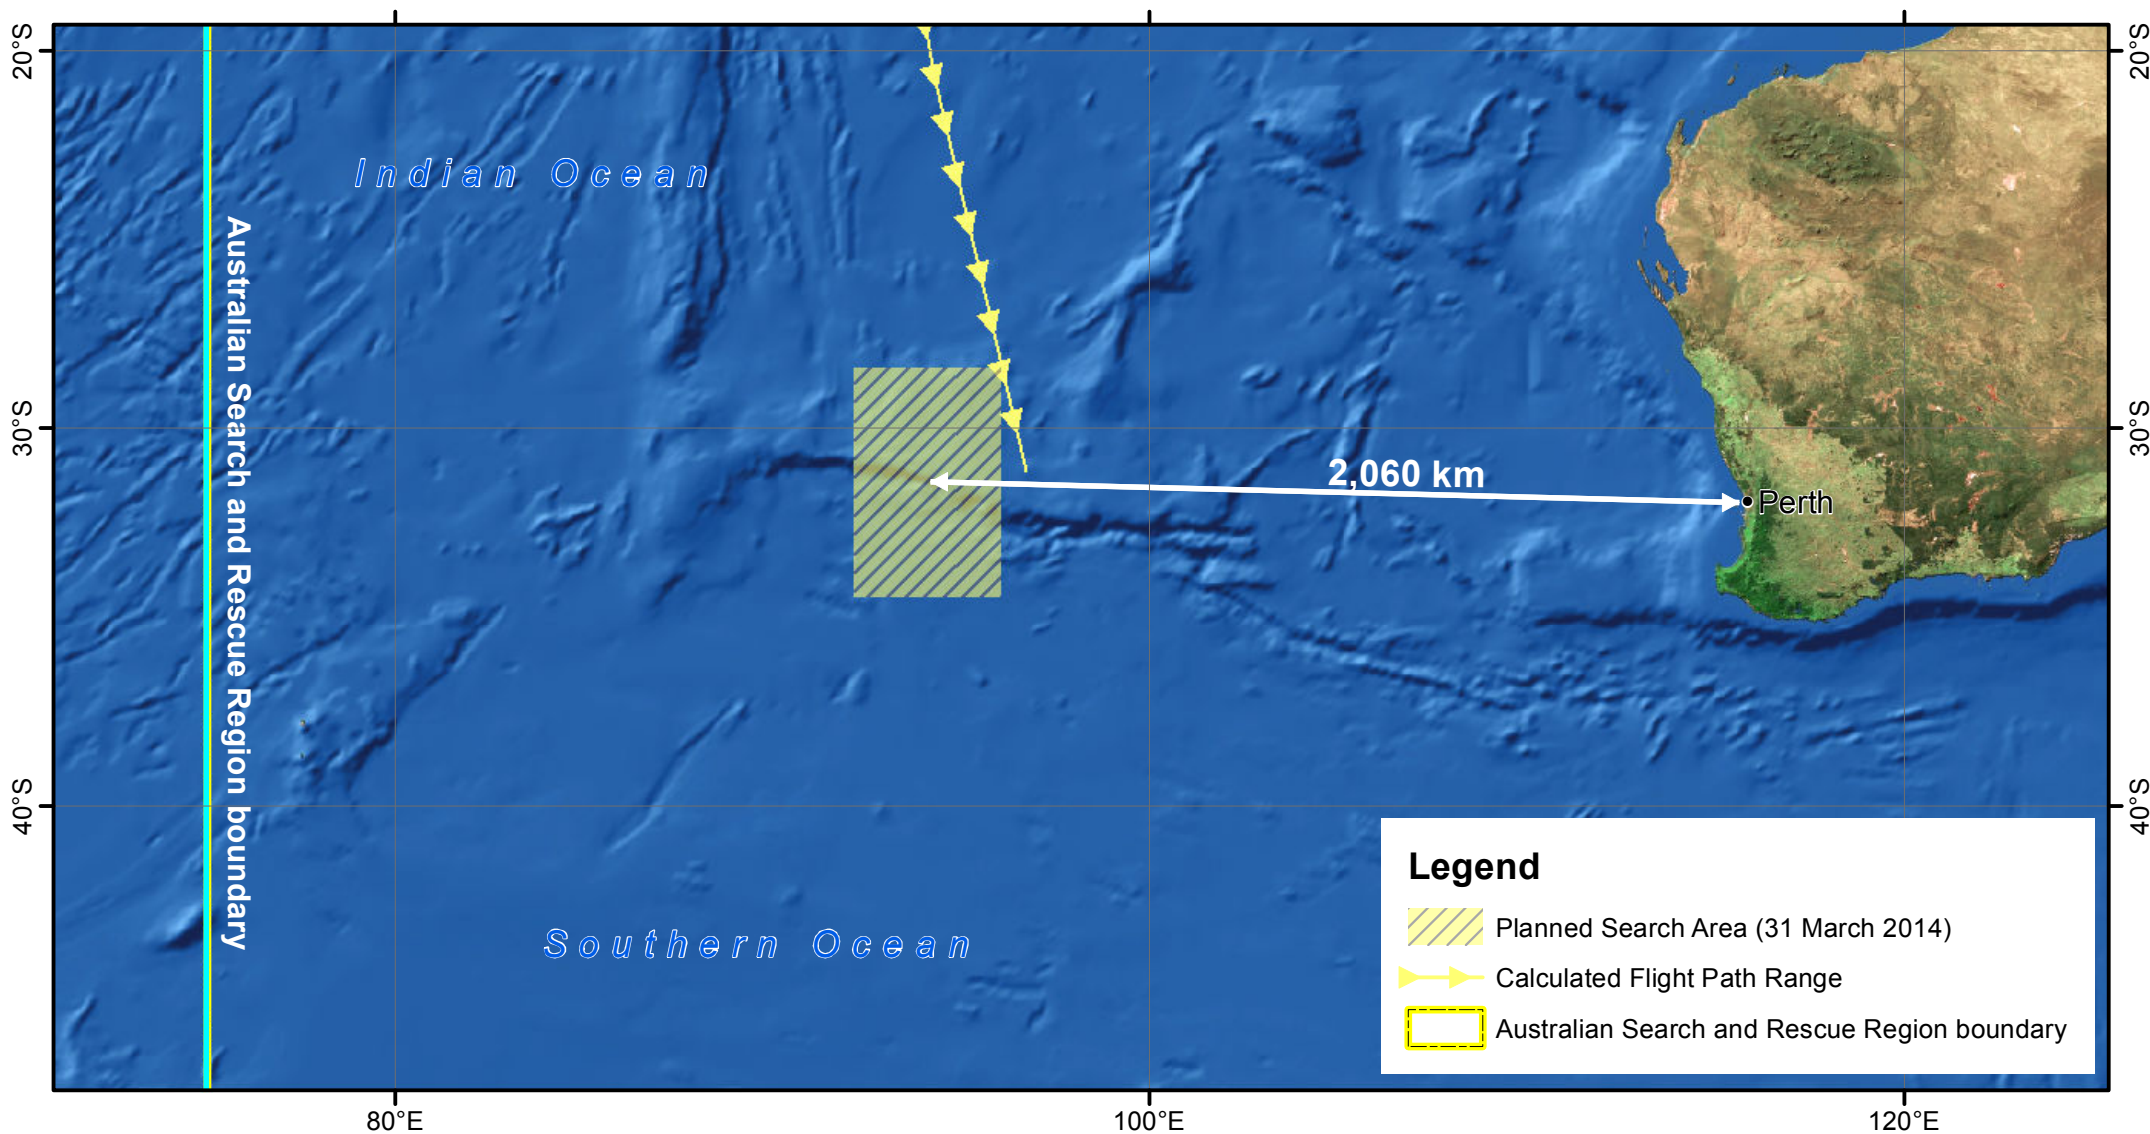 20°S
20°S
Indian Ocean
Australian Search and Rescue Region boundary
30°S
30°S
2,060 km
Perth
40°S
40°S
Southern Ocean
Legend
Planned Search Area (31 March 2014)
Calculated Flight Path Range
Australian Search and Rescue Region boundary
80°E
100°E
120°E